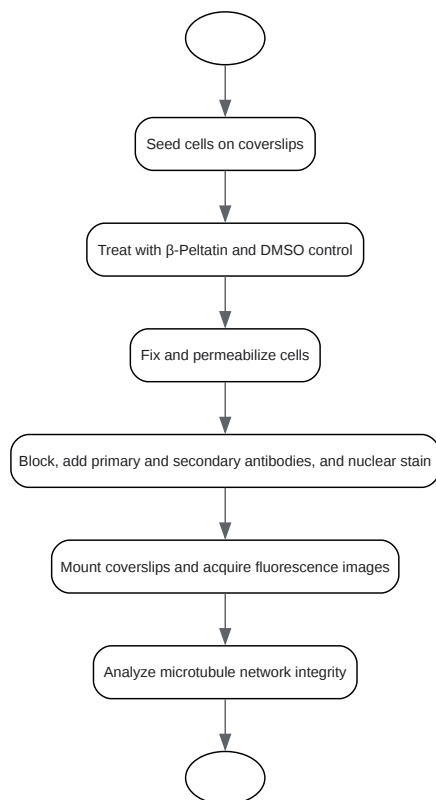 Seed cells on coverslips
Treat with β-Peltatin and DMSO control
Fix and permeabilize cells
Block, add primary and secondary antibodies, and nuclear stain
Mount coverslips and acquire fluorescence images
Analyze microtubule network integrity